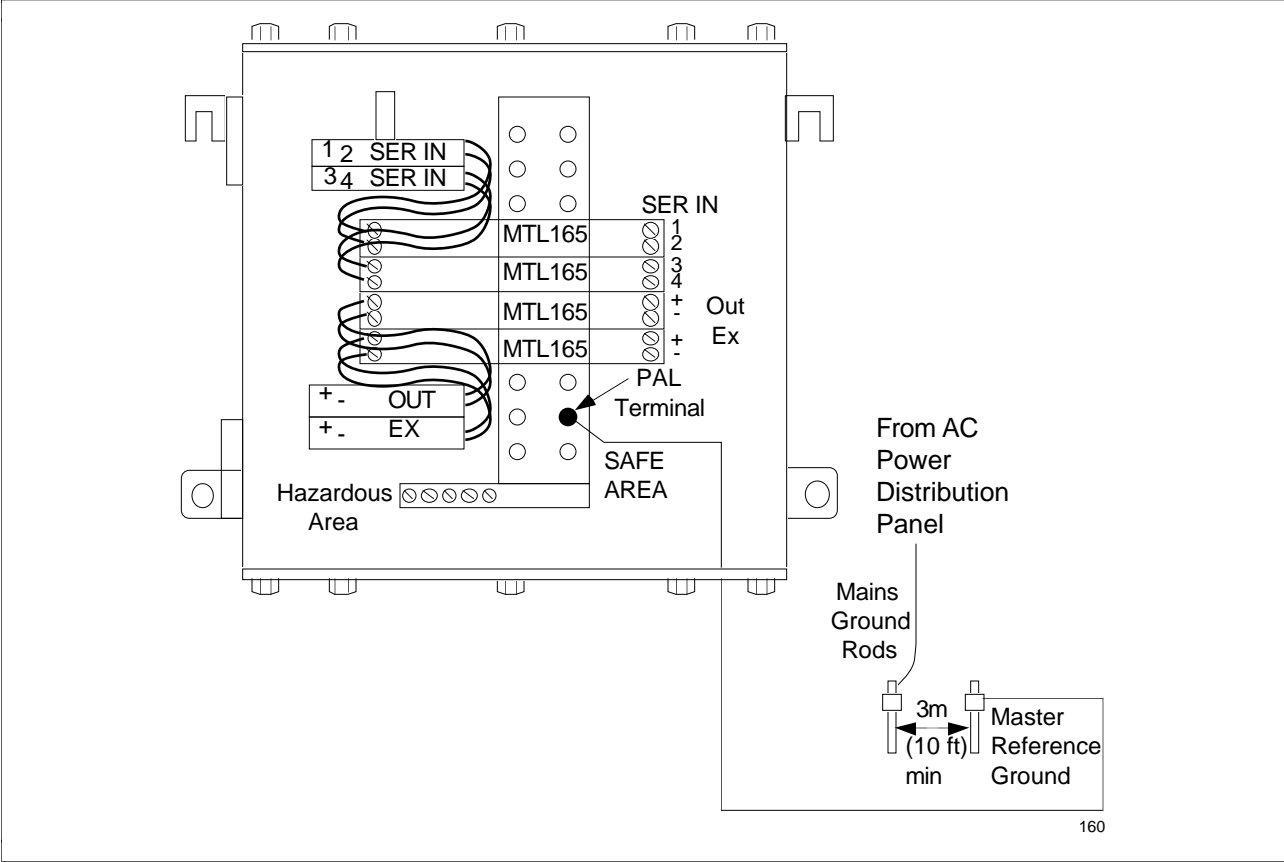 1 2 SER IN
3 4 SER IN
SER IN
MTL165
1
2
MTL165
3
4
MTL165
+
-
Out
Ex
MTL165
+
-
PAL
Terminal
+ - OUT
+ - EX
SAFE
AREA
Hazardous
Area
From AC
Power
Distribution
Panel
Mains
Ground
Rods
3m
(10 ft)
min
Master
Reference
Ground
160